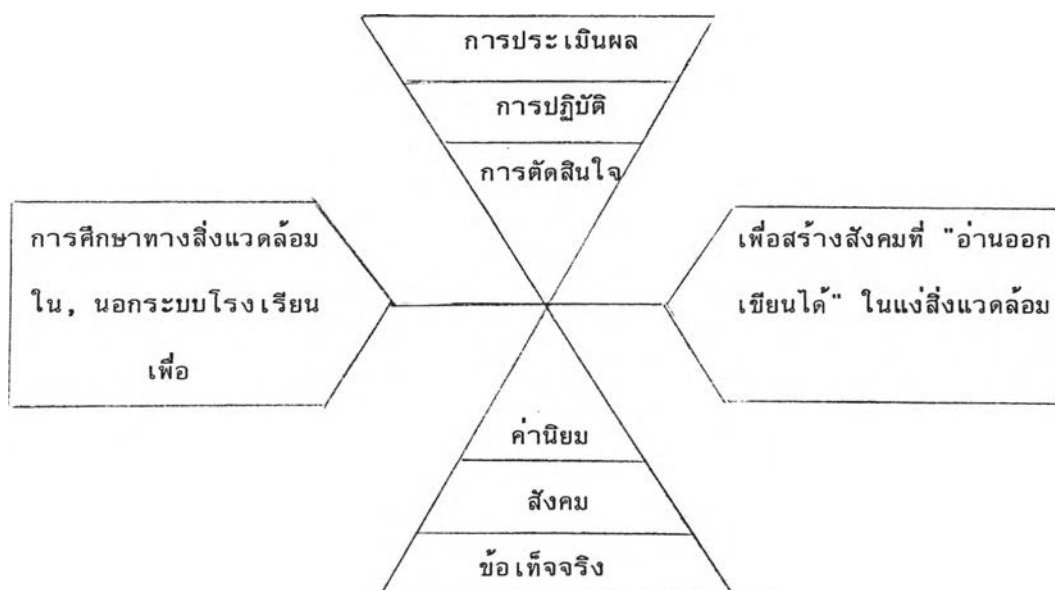 การประเมินผล
การปฏิบัติ
การตัดสินใจ
การศึกษาทางสิ่งแวดล้อม
ใน, นอกระบบโรงเรียน
เพื่อ
เพื่อสร้างสังคมที่ "อ่านออก
เขียนได้" ในแง่สิ่งแวดล้อม
ค่านิยม
สังคม
ข้อเท็จจริง